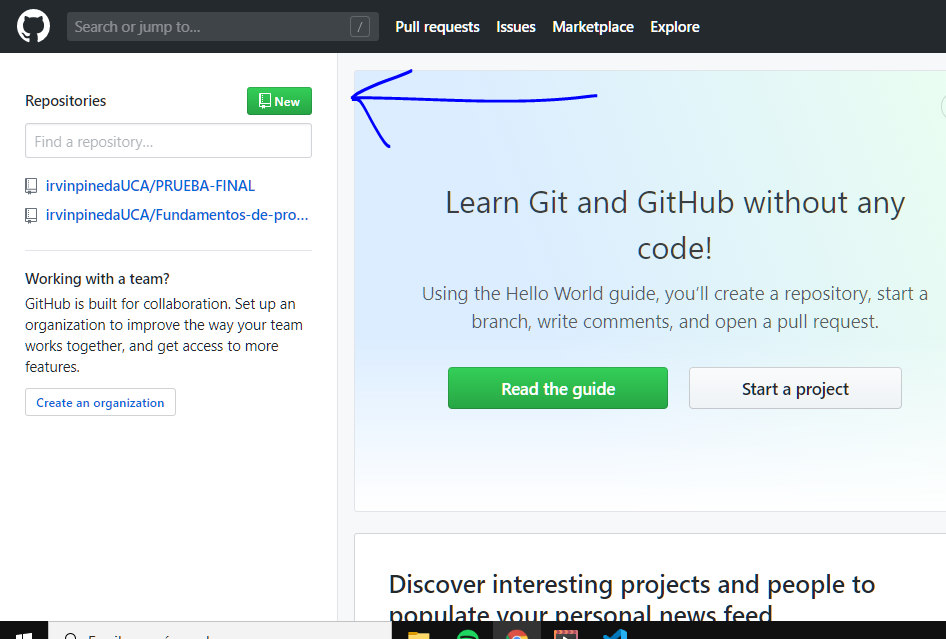 Search or jump to... /
Pull requests Issues Marketplace Explore
Repositories
New
Find a repository...
irvinpinedaUCA/PRUEBA-FINAL
irvinpinedaUCA/Fundamentos-de-pro...
Working with a team?
GitHub is built for collaboration. Set up an
organization to improve the way your team
works together, and get access to more
features.
Create an organization
Learn Git and GitHub without any
code!
Using the Hello World guide, you’ll create a repository, start a
branch, write comments, and open a pull request.
Read the guide
Start a project
Discover interesting projects and people to
populate your personal news feed